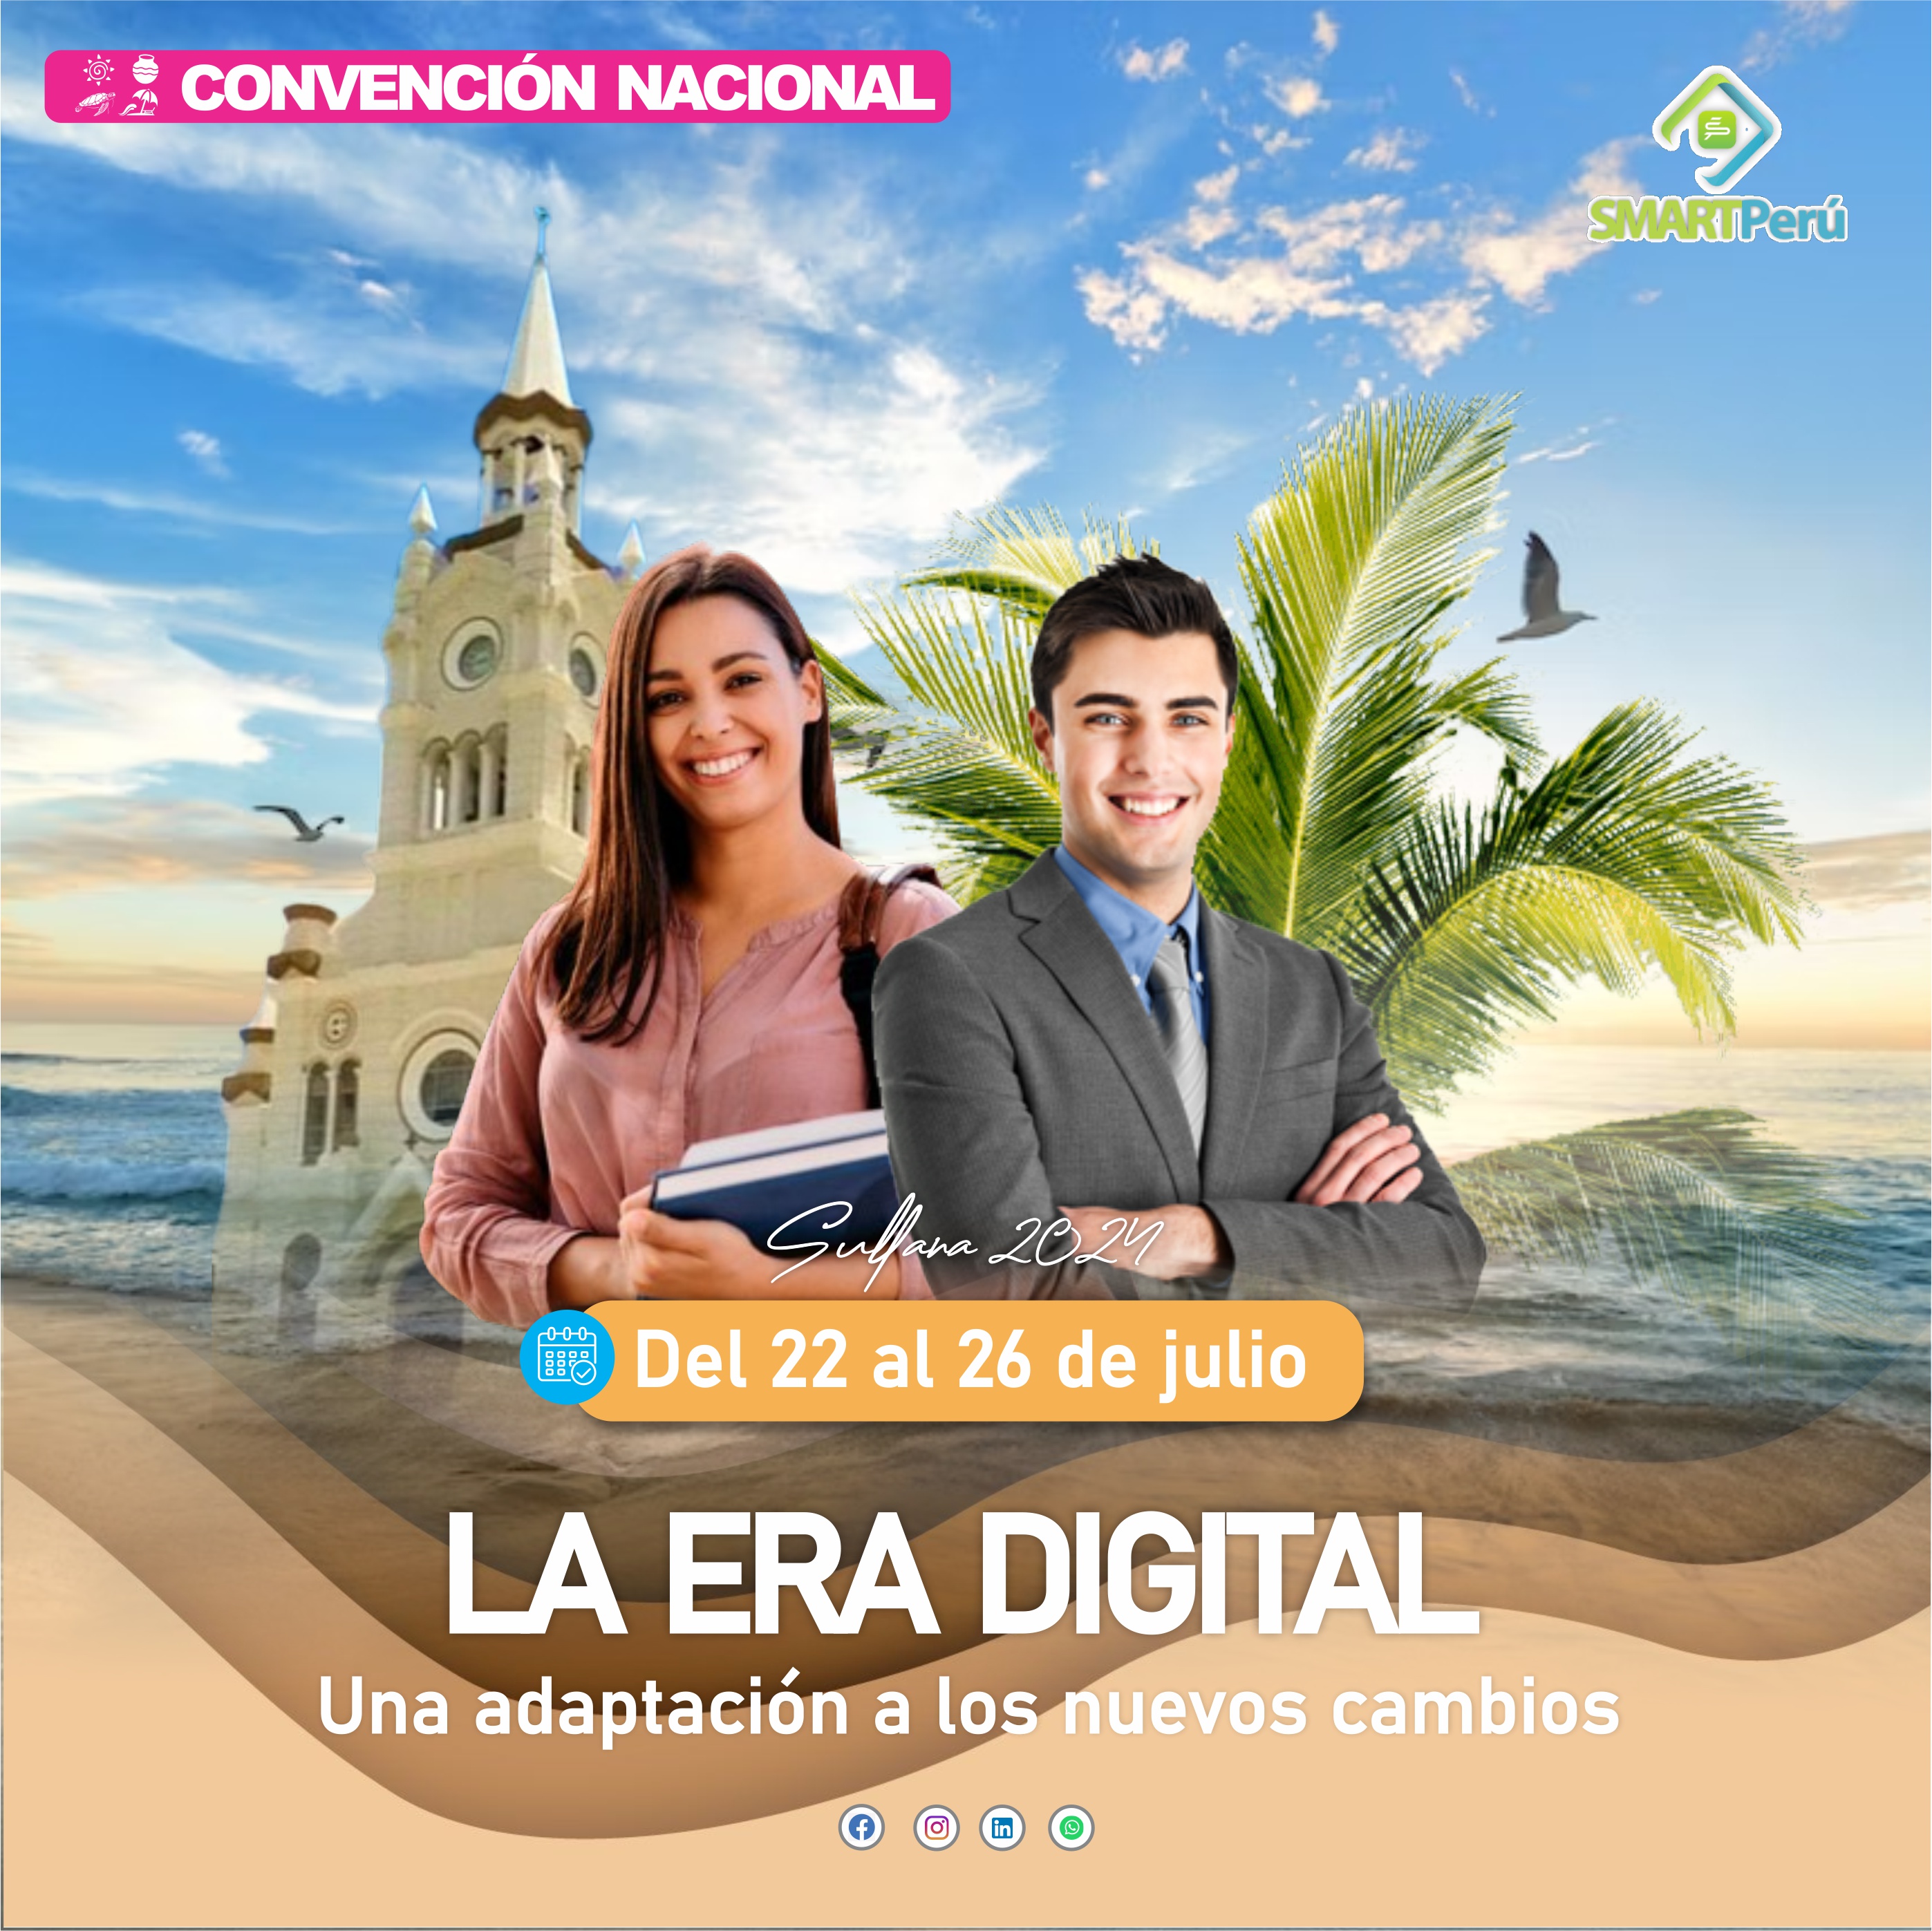 CONVENCIÓN NACIONAL
SMARTPerú
Sullana 2024
Del 22 al 26 de julio
LA ERA DIGITAL
Una adaptación a los nuevos cambios